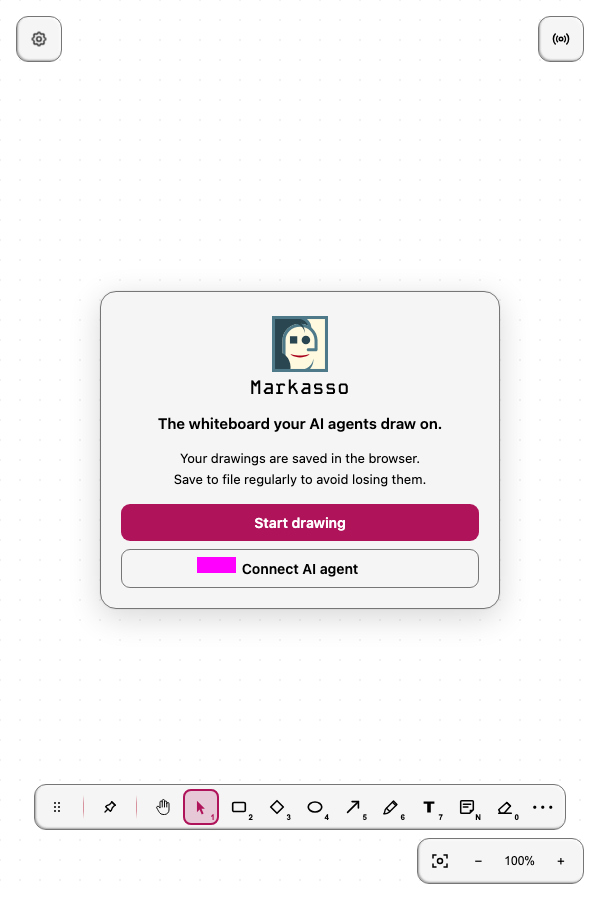 Markasso
The whiteboard your AI agents draw on.
Your drawings are saved in the browser.
Save to file regularly to avoid losing them.
Start drawing
Connect AI agent
1 2 3 4 5 6 T 7 N 0
100%